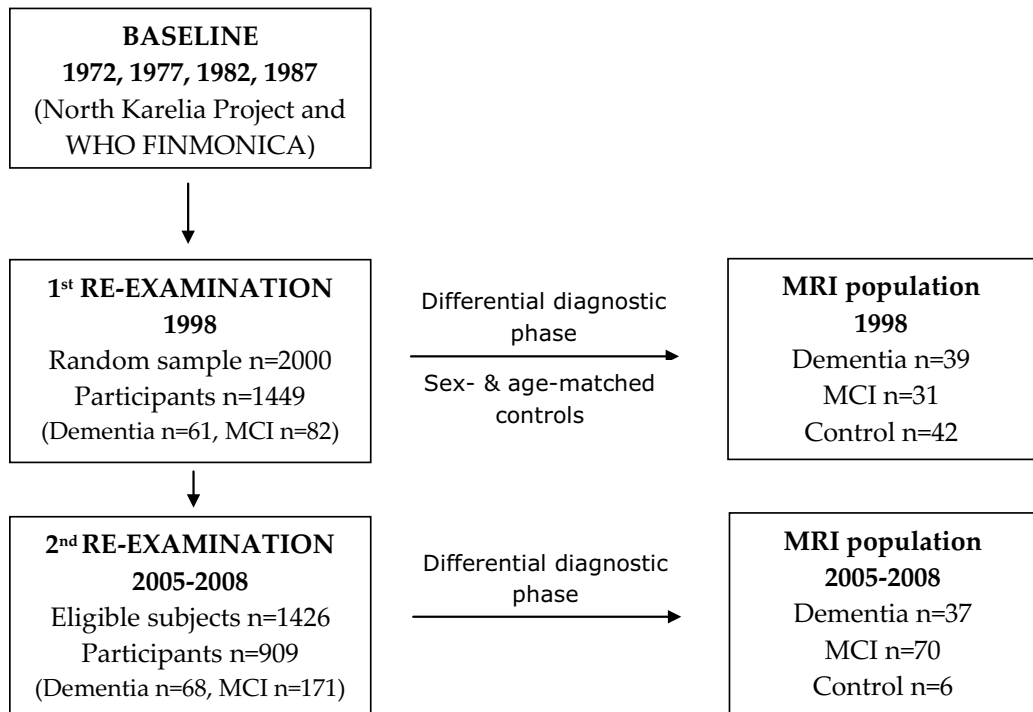 BASELINE
1972, 1977, 1982, 1987
(North Karelia Project and
WHO FINMONICA)
1st RE-EXAMINATION
1998
Random sample n=2000
Participants n=1449
(Dementia n=61, MCI n=82)
Differential diagnostic
phase
Sex- & age-matched
controls
MRI population
1998
Dementia n=39
MCI n=31
Control n=42
2nd RE-EXAMINATION
2005-2008
Eligible subjects n=1426
Participants n=909
(Dementia n=68, MCI n=171)
Differential diagnostic
phase
MRI population
2005-2008
Dementia n=37
MCI n=70
Control n=6